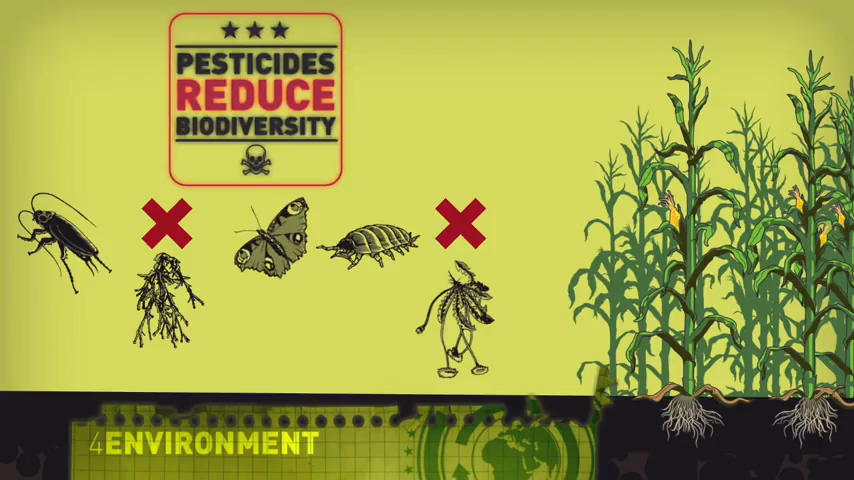 PESTICIDES
REDUCE
BIODIVERSITY
4ENVIRONMENT